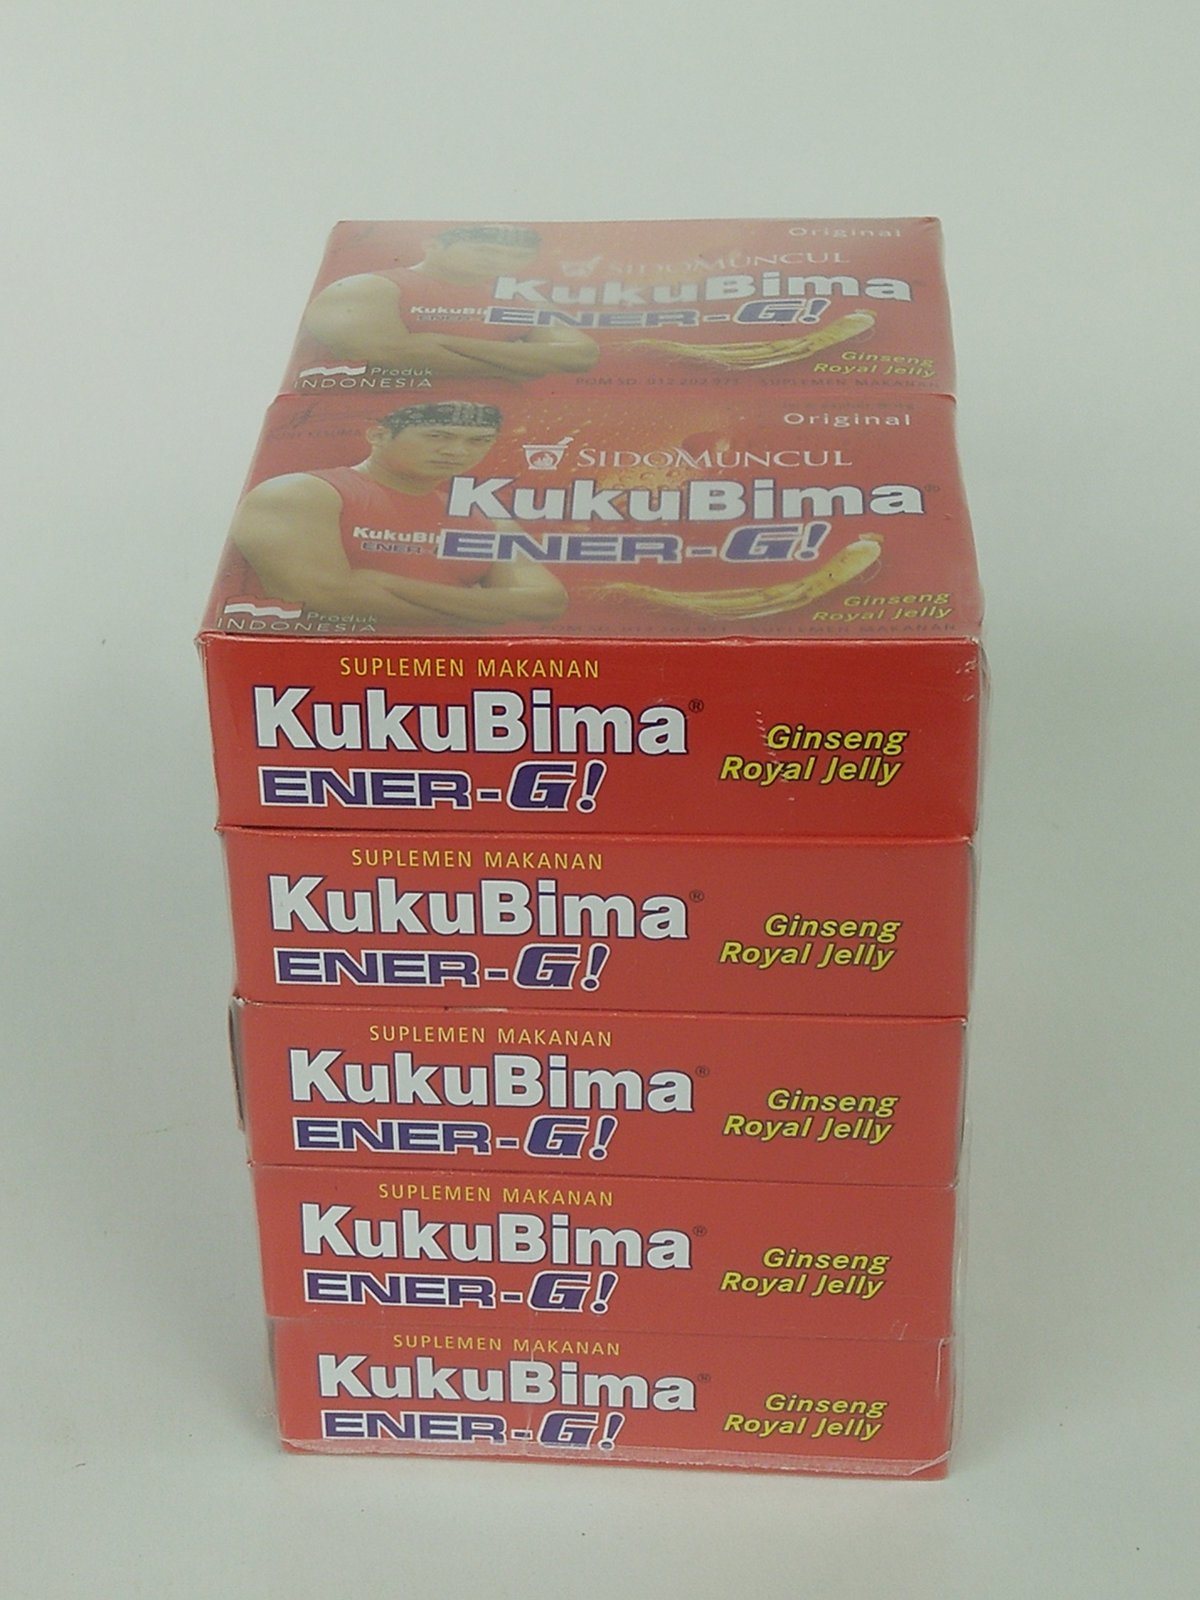 Original
SIDOMUNCUL
KukuBima
ENER-G!
Ginseng
Royal Jelly
Produk
INDONESIA
SUPLEMEN MAKANAN
Original
SIDOMUNCUL
KukuBima®
ENER-G!
Ginseng
Royal Jelly
Produk
INDONESIA
SUPLEMEN MAKANAN
KukuBima®
ENER-G!
Ginseng
Royal Jelly
SUPLEMEN MAKANAN
KukuBima®
ENER-G!
Ginseng
Royal Jelly
SUPLEMEN MAKANAN
KukuBima®
ENER-G!
Ginseng
Royal Jelly
SUPLEMEN MAKANAN
KukuBima®
ENER-G!
Ginseng
Royal Jelly
SUPLEMEN MAKANAN
KukuBima®
ENER-G!
Ginseng
Royal Jelly